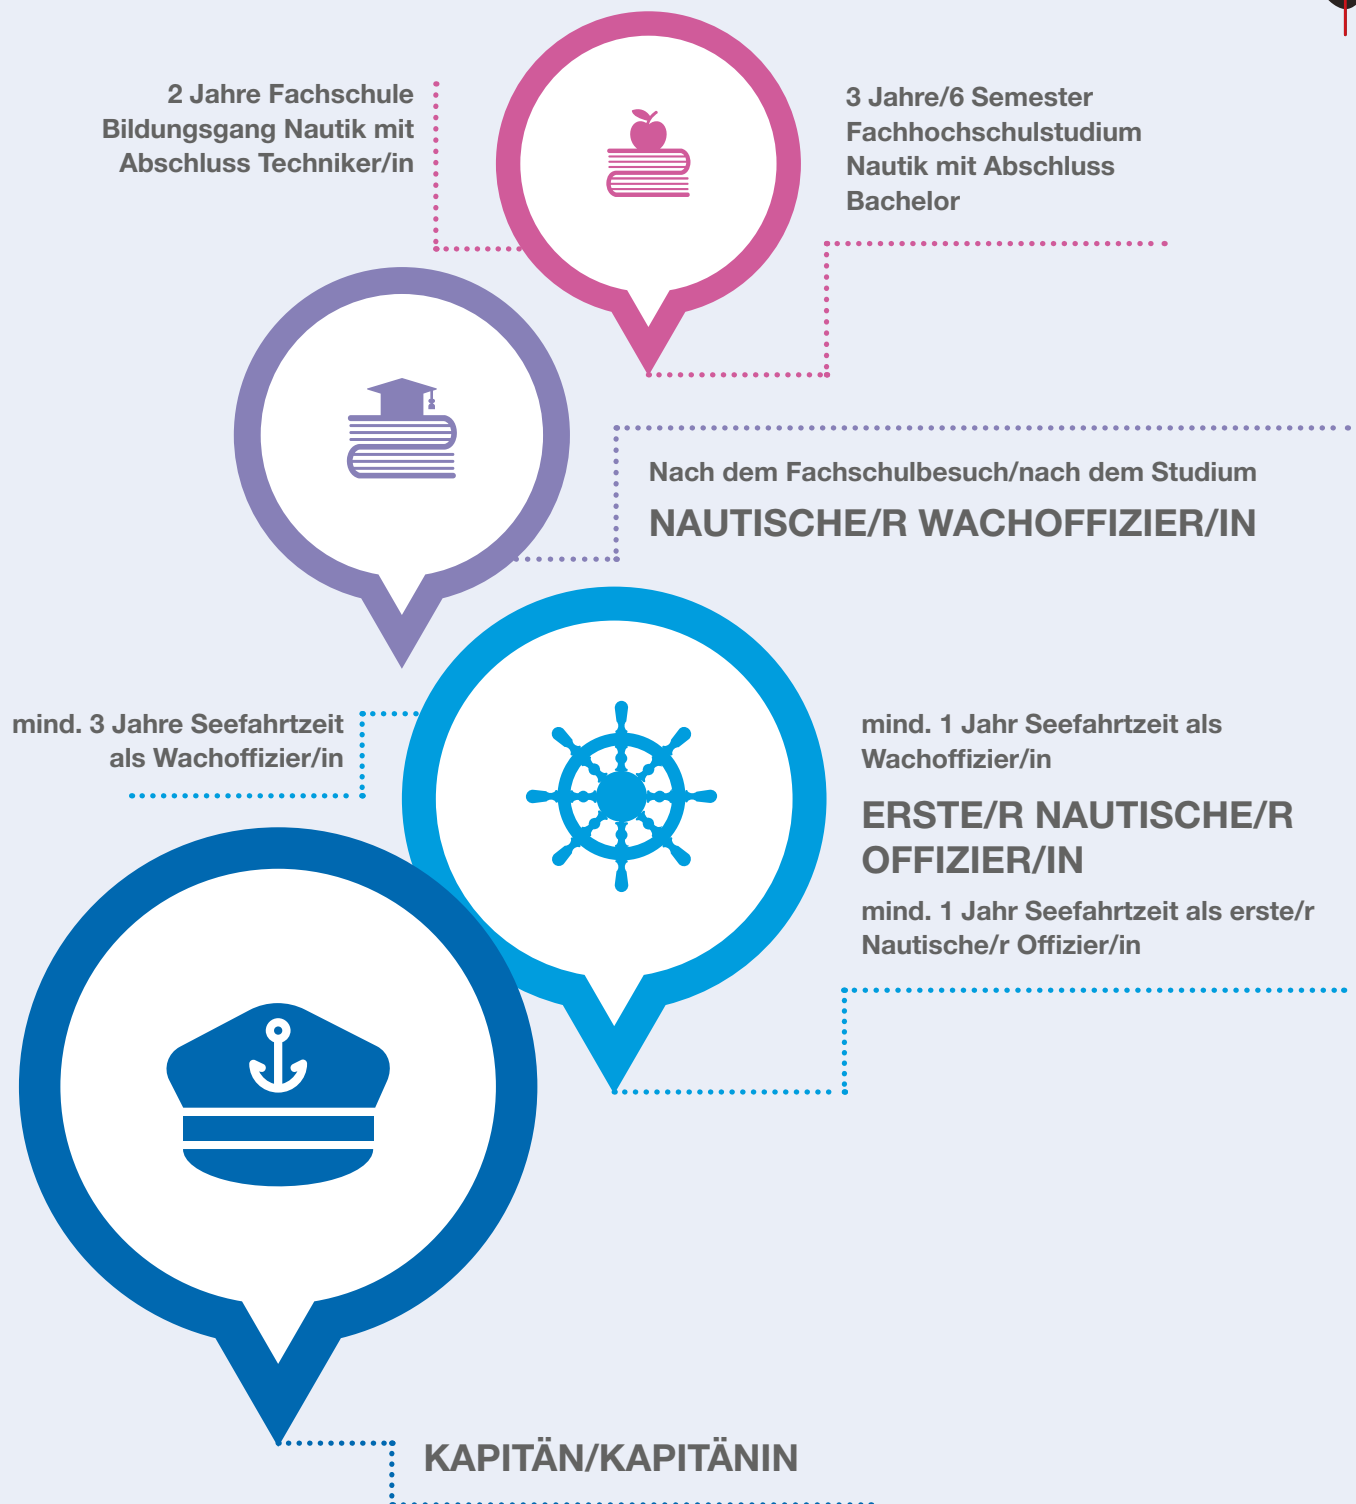 2 Jahre Fachschule
Bildungsgang Nautik mit
Abschluss Techniker/in
3 Jahre/6 Semester
Fachhochschulstudium
Nautik mit Abschluss
Bachelor
Nach dem Fachschulbesuch/nach dem Studium
NAUTISCHE/R WACHOFFIZIER/IN
mind. 3 Jahre Seefahrtzeit
als Wachoffizier/in
mind. 1 Jahr Seefahrtzeit als
Wachoffizier/in
ERSTE/R NAUTISCHE/R
OFFIZIER/IN
mind. 1 Jahr Seefahrtzeit als erste/r
Nautische/r Offizier/in
KAPITÄN/KAPITÄNIN